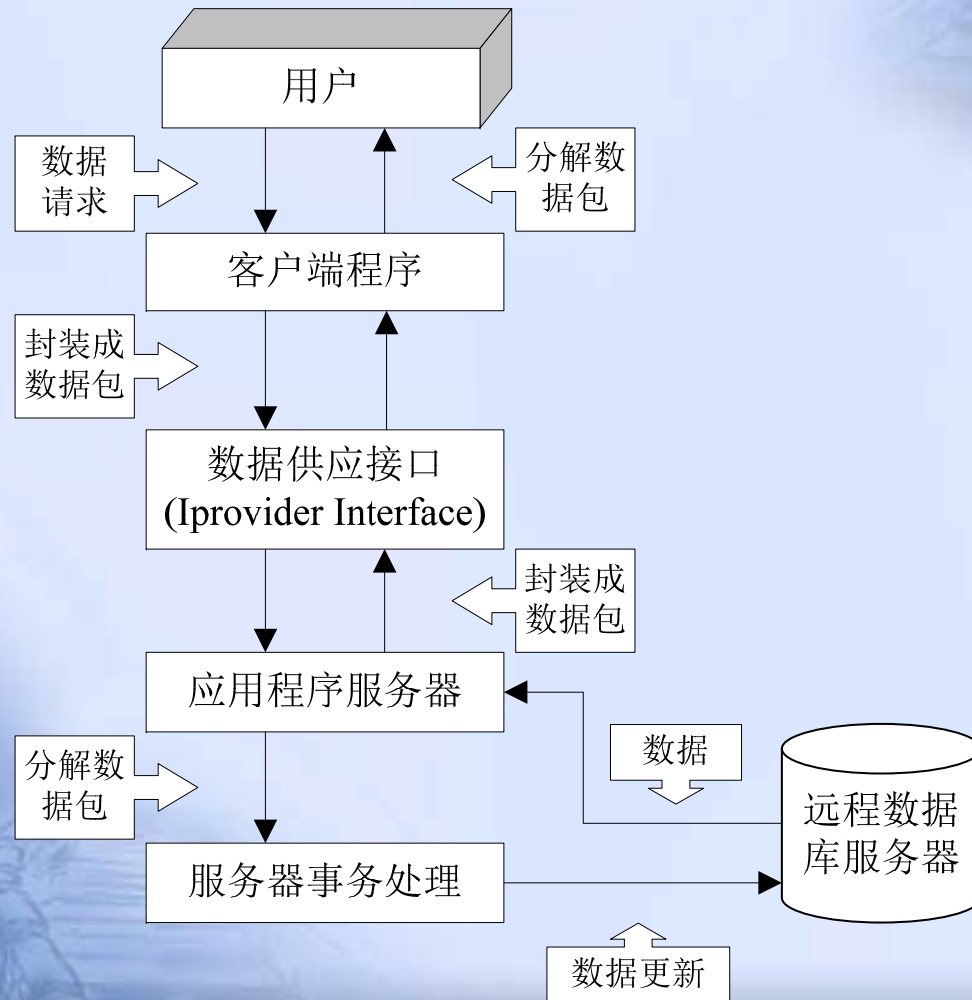 用户
数据
请求
分解数
据包
客户端程序
封装成
数据包
数据供应接口
(Iprovider Interface)
封装成
数据包
应用程序服务器
分解数
据包
数据
远程数据
库服务器
服务器事务处理
数据更新